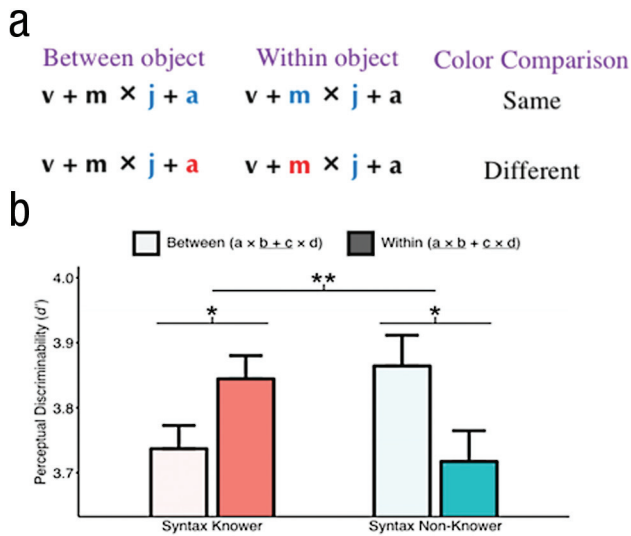 a
Between object Within object Color Comparison
v + m × j + a v + m × j + a Same
v + m × j + a v + m × j + a Different
b
Between (a × b + c × d) Within (a × b + c × d)
4.0
**
* *
3.9
3.8
3.7
Perceptual Discriminability (d')
Syntax Knower Syntax Non-Knower